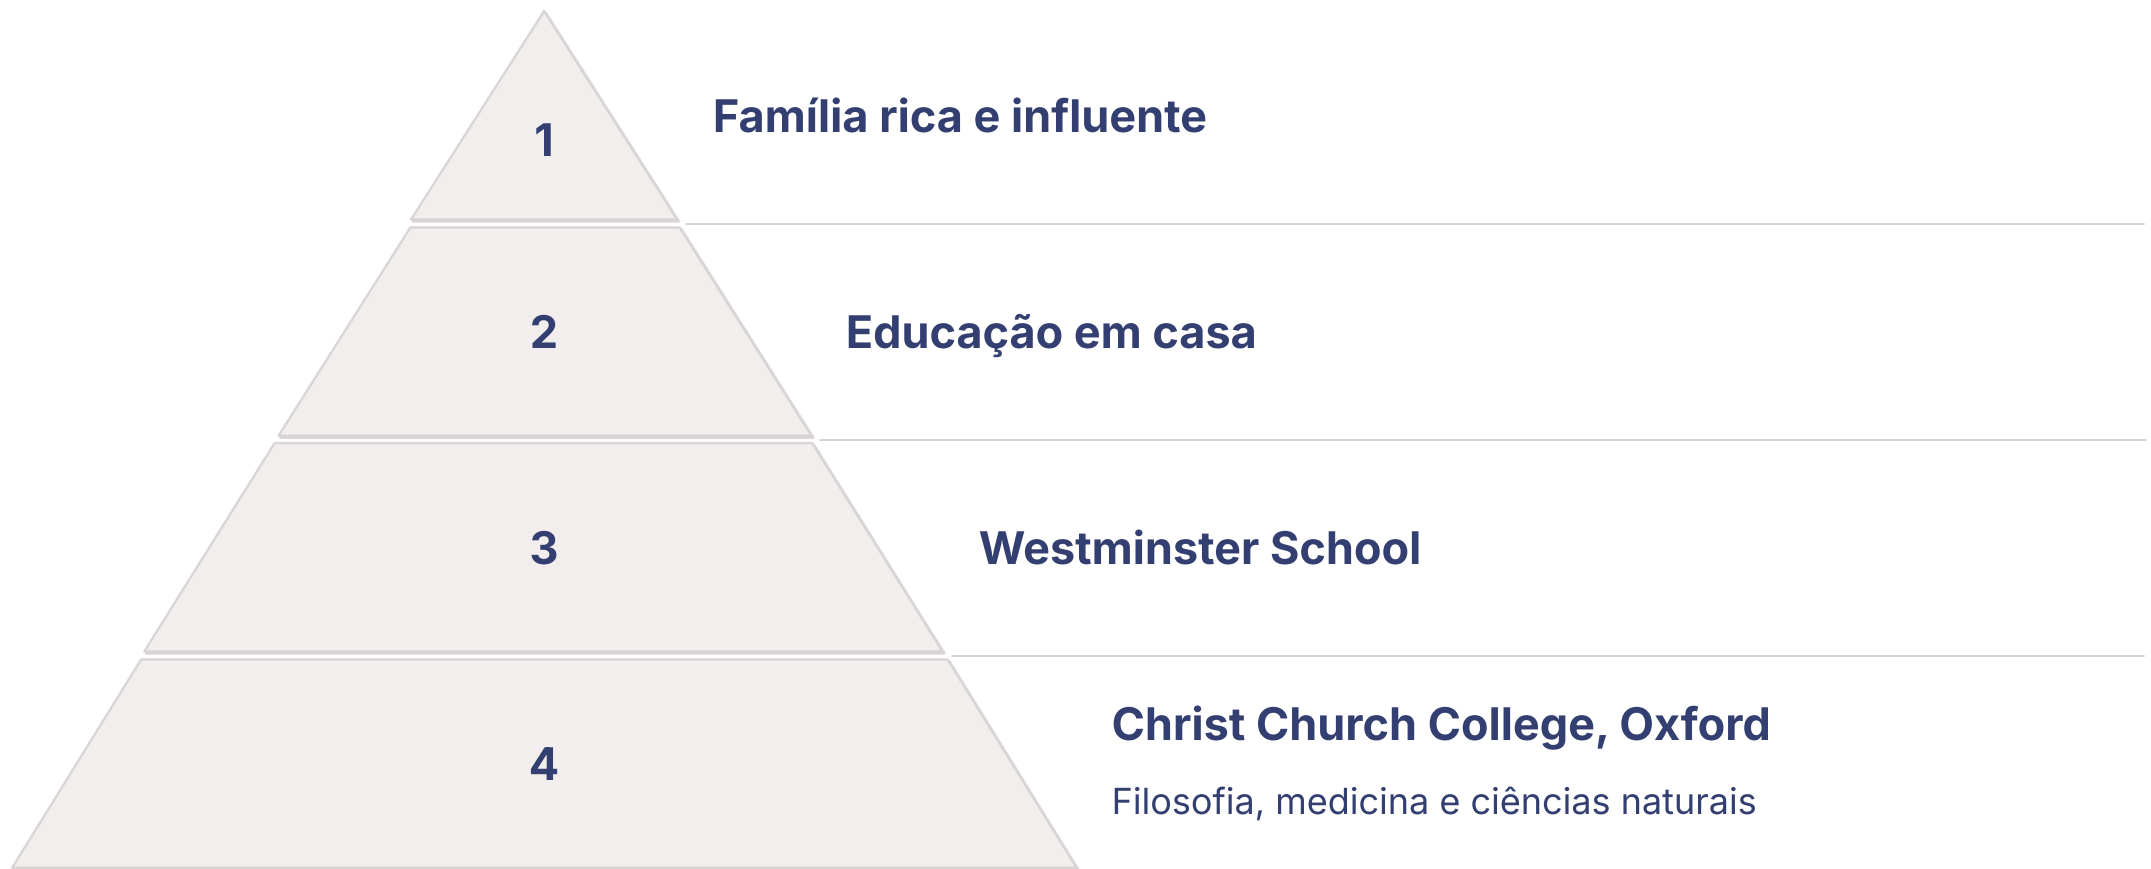 1
Família rica e influente
2
Educação em casa
3
Westminster School
4
Christ Church College, Oxford
Filosofia, medicina e ciências naturais